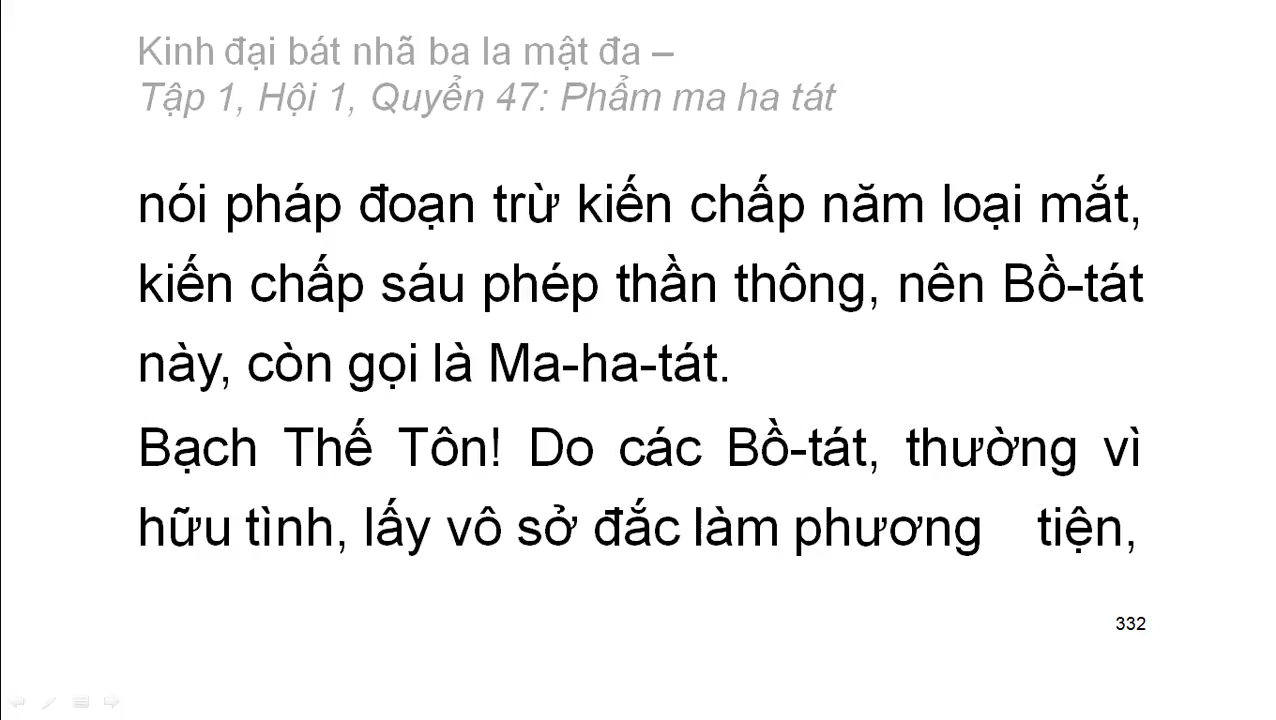 Kinh đại bát nhã ba la mật đa –
Tập 1, Hội 1, Quyển 47: Phẩm ma ha tát
nói pháp đoạn trừ kiến chấp năm loại mắt,
kiến chấp sáu phép thần thông, nên Bồ-tát
này, còn gọi là Ma-ha-tát.
Bạch Thế Tôn! Do các Bồ-tát, thường vì
hữu tình, lấy vô sở đắc làm phương tiện,
332